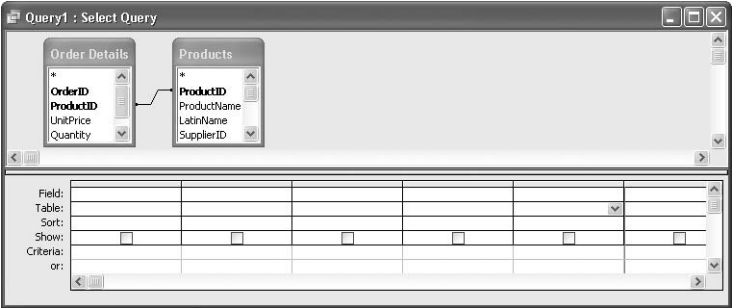 Query1 : Select Query
Order Details
*
OrderID
ProductID
UnitPrice
Quantity
Products
*
ProductID
ProductName
LatinName
SupplierID
Field:
Table:
Sort:
Show:
Criteria:
or: